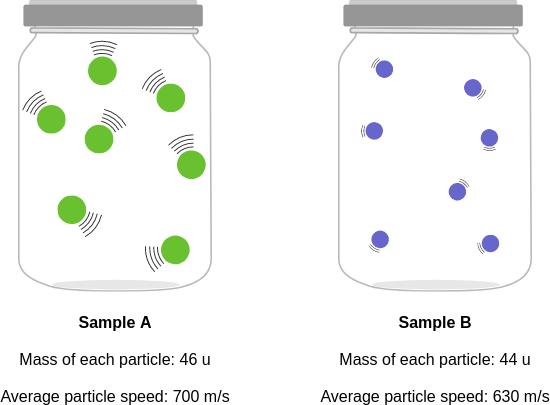 Sample A
Mass of each particle: 46 u
Average particle speed: 700 m/s
Sample B
Mass of each particle: 44 u
Average particle speed: 630 m/s